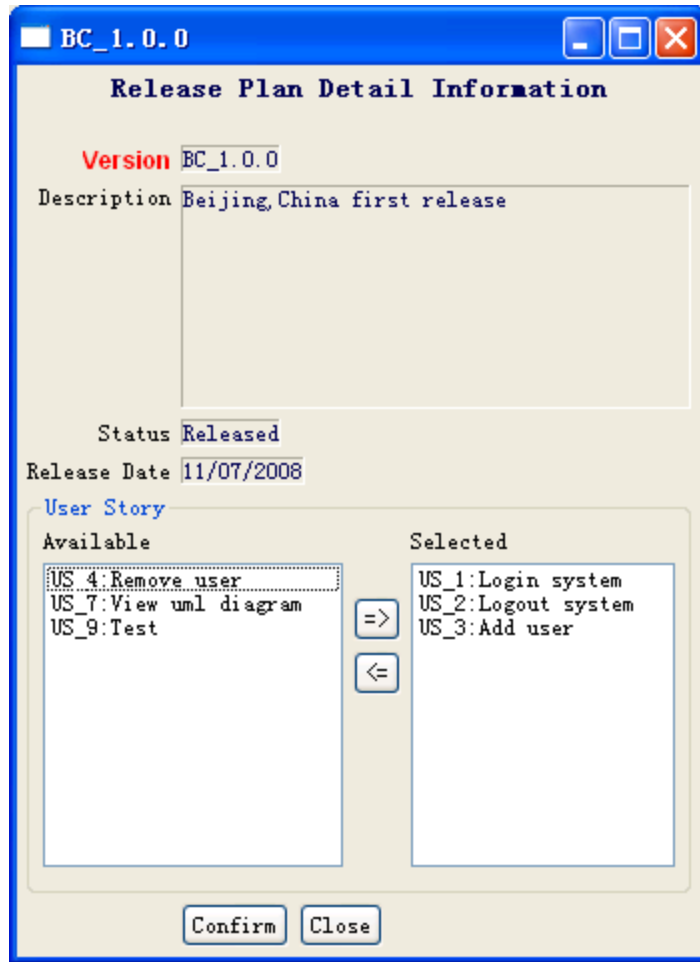 BC_1.0.0
Release Plan Detail Information
Version BC_1.0.0
Description Beijing,China first release
Status Released
Release Date 11/07/2008
User Story
Available Selected
US_4:Remove user
US_7:View uml diagram
US_9:Test
=>
<=
US_1:Login system
US_2:Logout system
US_3:Add user
Confirm Close